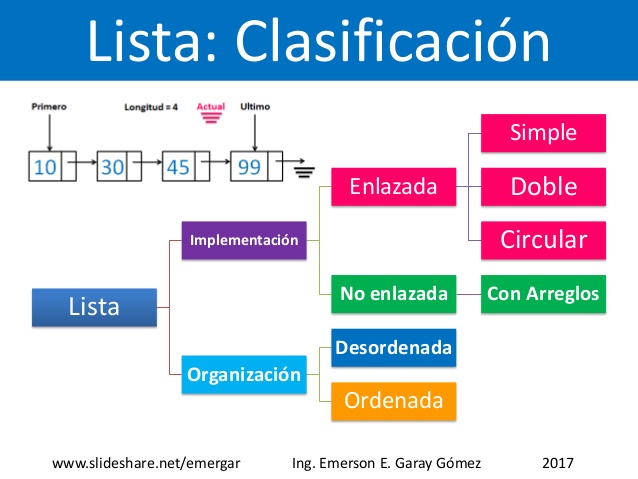 Lista: Clasificación
Primero Longitud = 4 Actual Ultimo
10 30 45 99
Simple
Enlazada Doble
Implementación Circular
No enlazada Con Arreglos
Lista
Desordenada
Organización
Ordenada
www.slideshare.net/emergar Ing. Emerson E. Garay Gómez 2017